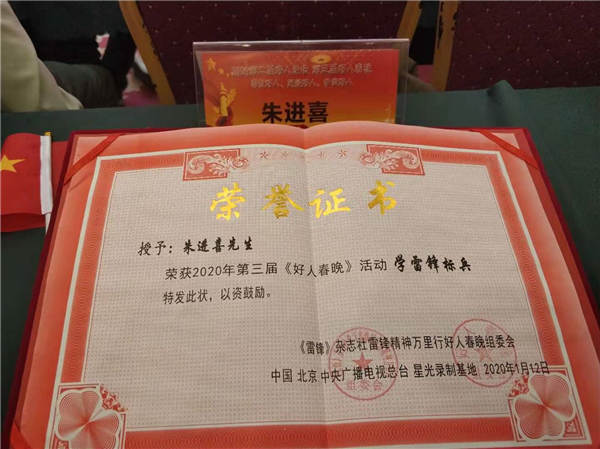 朱进喜
荣誉证书
授予：朱进喜先生
荣获2020年第三届《好人春晚》活动 学雷锋标兵
特发此状，以资鼓励。
《雷锋》杂志社雷锋精神万里行好人春晚组委会
中国 北京 中央广播电视总台 星光录制基地 2020年1月12日